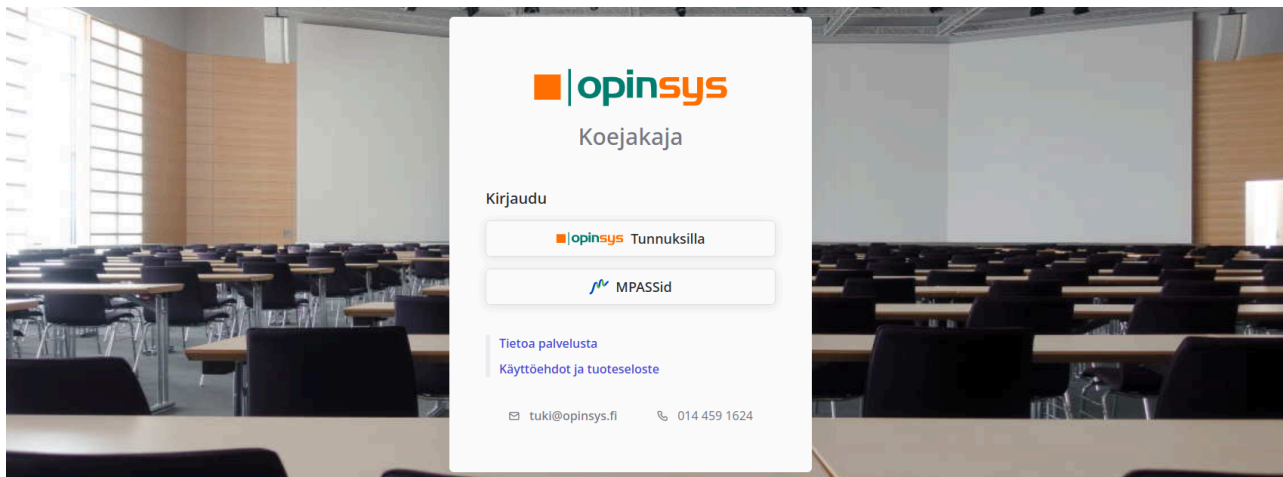 opinsys
Koejakaja
Kirjaudu
opinsys Tunnuksilla
MPASSid
Tietoa palvelusta
Käyttöehdot ja tuoteseloste
tuki@opinsys.fi 014 459 1624